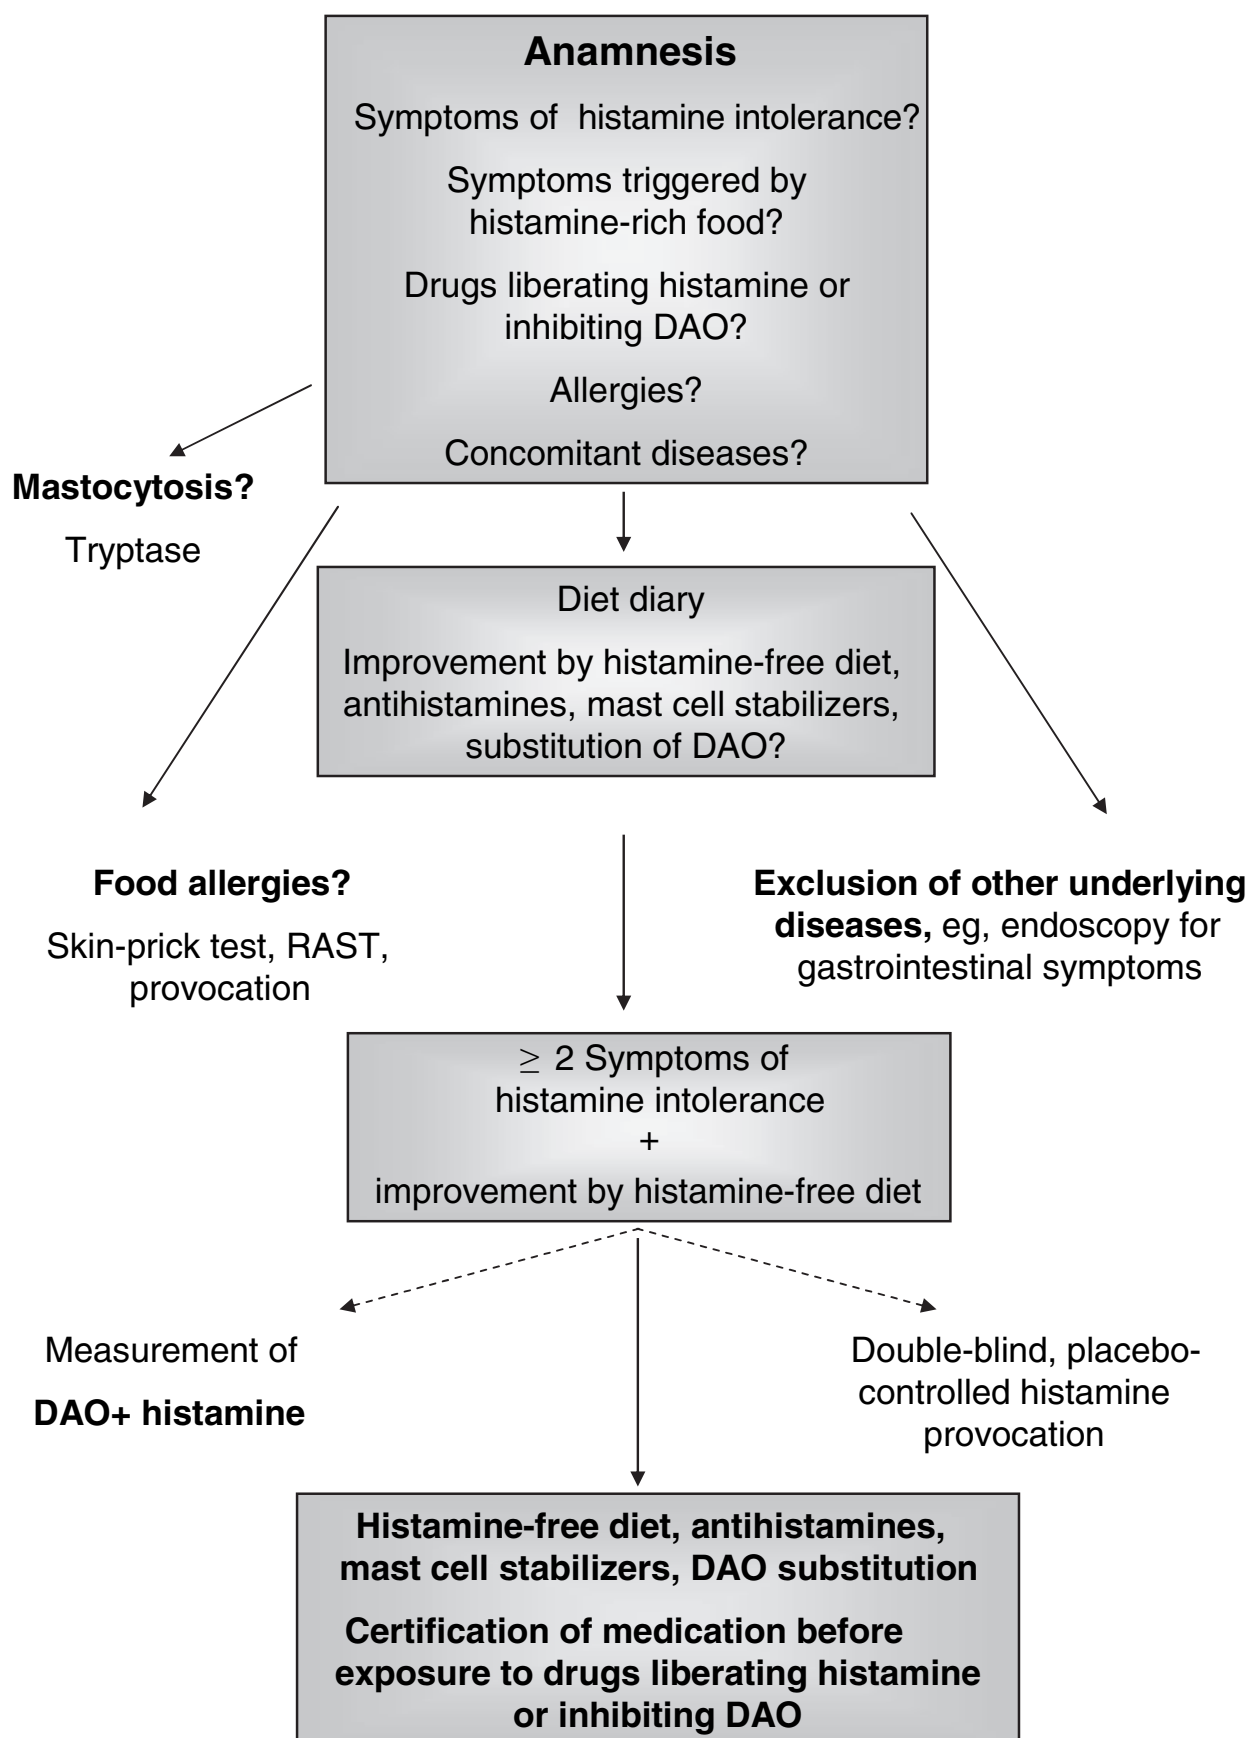 Anamnesis
Symptoms of histamine intolerance?
Symptoms triggered by
histamine-rich food?
Drugs liberating histamine or
inhibiting DAO?
Allergies?
Concomitant diseases?
Mastocytosis?
Tryptase
Diet diary
Improvement by histamine-free diet,
antihistamines, mast cell stabilizers,
substitution of DAO?
Food allergies?
Skin-prick test, RAST,
provocation
Exclusion of other underlying
diseases, eg, endoscopy for
gastrointestinal symptoms
≥ 2 Symptoms of
histamine intolerance
+
improvement by histamine-free diet
Measurement of
DAO+ histamine
Double-blind, placebo-
controlled histamine
provocation
Histamine-free diet, antihistamines,
mast cell stabilizers, DAO substitution
Certification of medication before
exposure to drugs liberating histamine
or inhibiting DAO